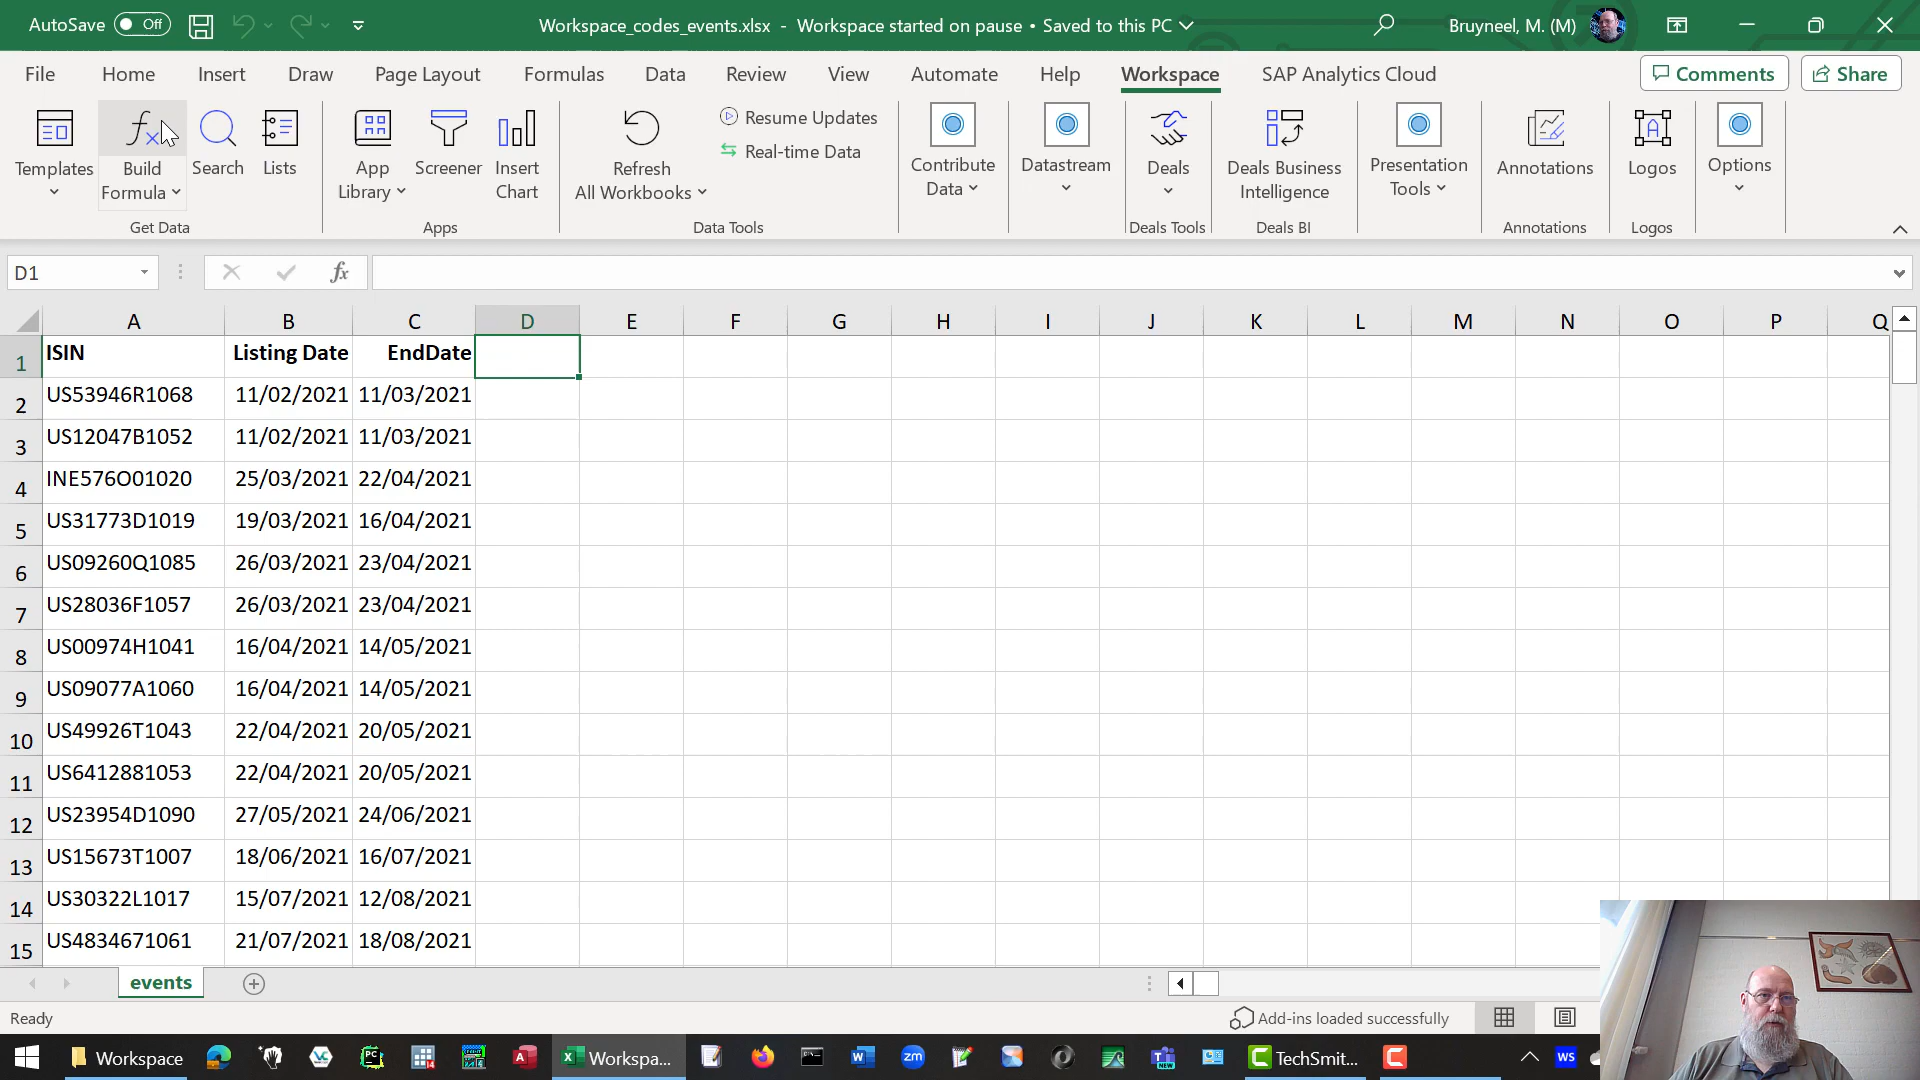 AutoSave Off Workspace_codes_events.xlsx - Workspace started on pause • Saved to this PC Bruyneel, M. (M)
File Home Insert Draw Page Layout Formulas Data Review View Automate Help Workspace SAP Analytics Cloud Comments Share
Templates
Build Formula
Search
Lists
Get Data
App Library
Screener
Insert Chart
Apps
Refresh All Workbooks
Resume Updates
Real-time Data
Data Tools
Contribute Data
Datastream
Deals
Deals Tools
Deals Business Intelligence
Deals BI
Presentation Tools
Annotations
Annotations
Logos
Logos
Options
D1 fx
A B C D E F G H I J K L M N O P Q
1 ISIN Listing Date EndDate
2 US53946R1068 11/02/2021 11/03/2021
3 US12047B1052 11/02/2021 11/03/2021
4 INE576O01020 25/03/2021 22/04/2021
5 US31773D1019 19/03/2021 16/04/2021
6 US09260Q1085 26/03/2021 23/04/2021
7 US28036F1057 26/03/2021 23/04/2021
8 US00974H1041 16/04/2021 14/05/2021
9 US09077A1060 16/04/2021 14/05/2021
10 US49926T1043 22/04/2021 20/05/2021
11 US6412881053 22/04/2021 20/05/2021
12 US23954D1090 27/05/2021 24/06/2021
13 US15673T1007 18/06/2021 16/07/2021
14 US30322L1017 15/07/2021 12/08/2021
15 US4834671061 21/07/2021 18/08/2021
events
Ready Add-ins loaded successfully
Workspace Workspa... TechSmit... WS